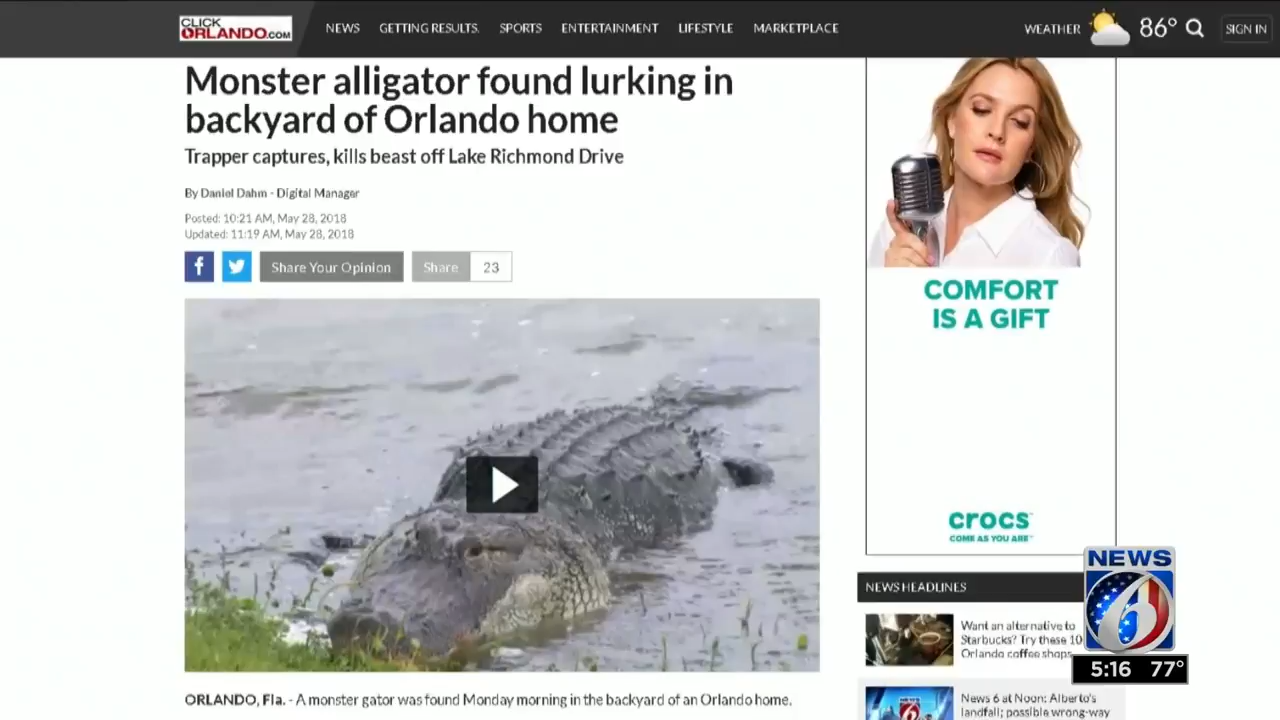 CLICK
ORLANDO.COM
NEWS
GETTING RESULTS.
SPORTS
ENTERTAINMENT
LIFESTYLE
MARKETPLACE
WEATHER
86°
SIGN IN
Monster alligator found lurking in
backyard of Orlando home
Trapper captures, kills beast off Lake Richmond Drive
By Daniel Dahm - Digital Manager
Posted: 10:21 AM, May 28, 2018
Updated: 11:19 AM, May 28, 2018
f
Share Your Opinion
Share
23
ORLANDO, Fla. - A monster gator was found Monday morning in the backyard of an Orlando home.
COMFORT
IS A GIFT
crocs™
COME AS YOU ARE™
NEWS HEADLINES
Want an alternative to
Starbucks? Try these 10
Orlando coffee shops
NEWS
6
News 6 at Noon: Alberto's
landfall; possible wrong-way
NEWS
6
5:16 77°